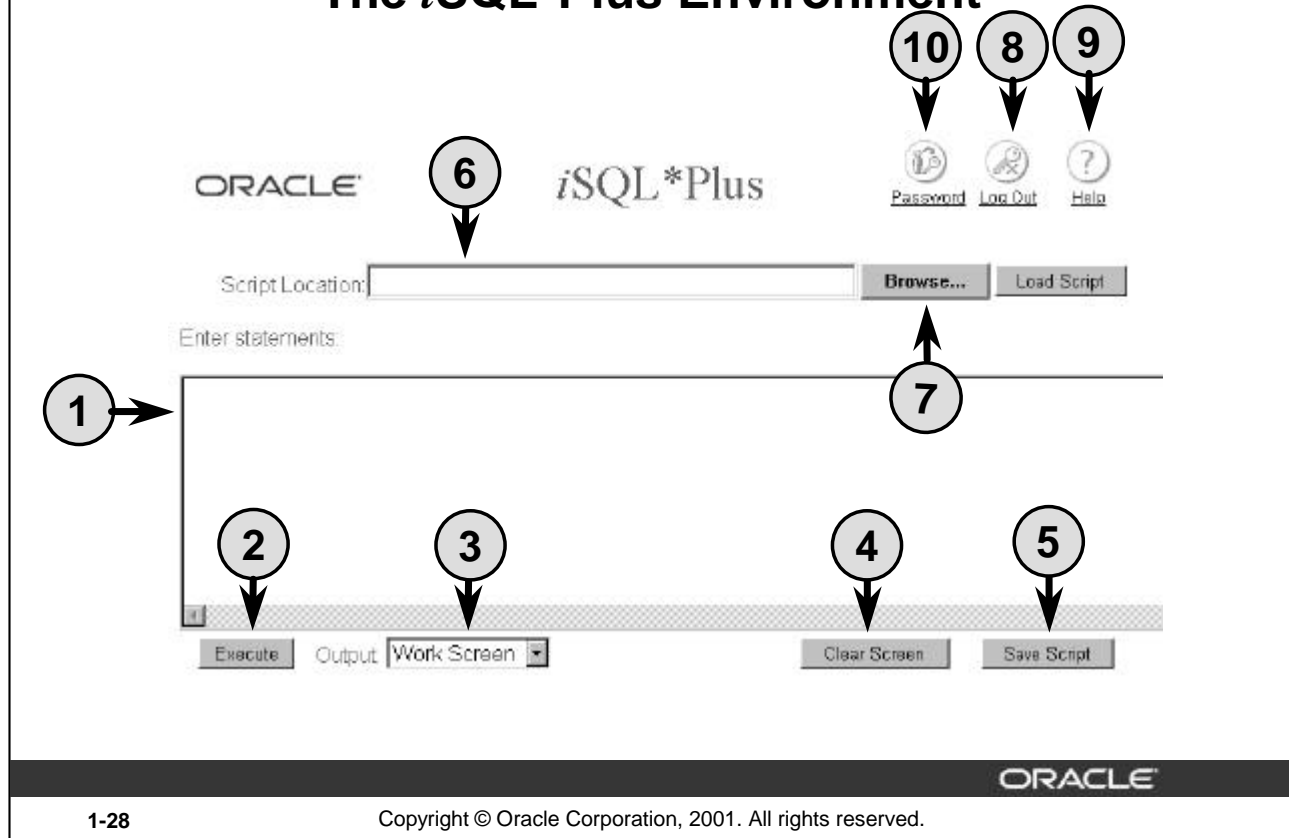 The iSQL*Plus Environment
10 8 9
6
ORACLE iSQL*Plus
Password Log Out Help
Script Location: Browse... Load Script
Enter statements:
1
7
2 3 4 5
Execute Output: Work Screen Clear Screen Save Script
ORACLE
1-28 Copyright © Oracle Corporation, 2001. All rights reserved.